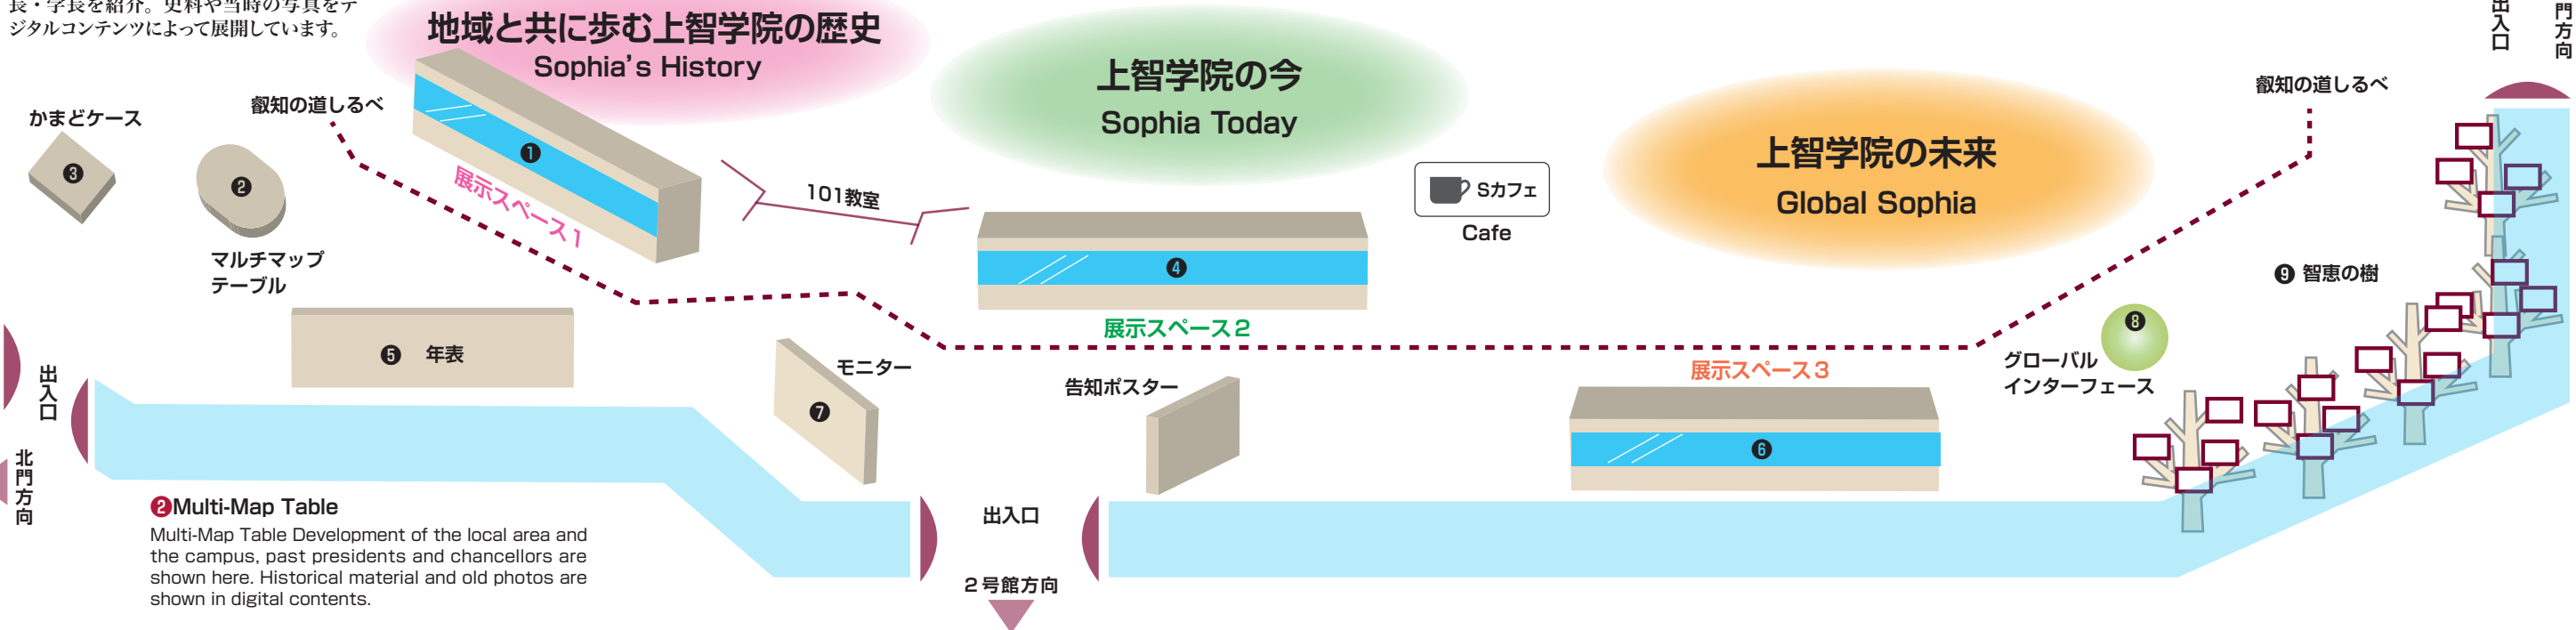 長・学長を紹介。史料や当時の写真をデ
ジタルコンテンツによって展開しています。
地域と共に歩む上智学院の歴史
Sophia's History
上智学院の今
Sophia Today
上智学院の未来
Global Sophia
出入口
門方向
叡知の道しるべ
叡知の道しるべ
かまどケース
❸
❷
マルチマップ
テーブル
❶
展示スペース1
101教室
Sカフェ
Cafe
❹
展示スペース2
❾ 智恵の樹
❽
グローバル
インターフェース
❺ 年表
モニター
❼
告知ポスター
展示スペース3
❻
出入口
北門方向
❷Multi-Map Table
Multi-Map Table Development of the local area and
the campus, past presidents and chancellors are
shown here. Historical material and old photos are
shown in digital contents.
出入口
2号館方向